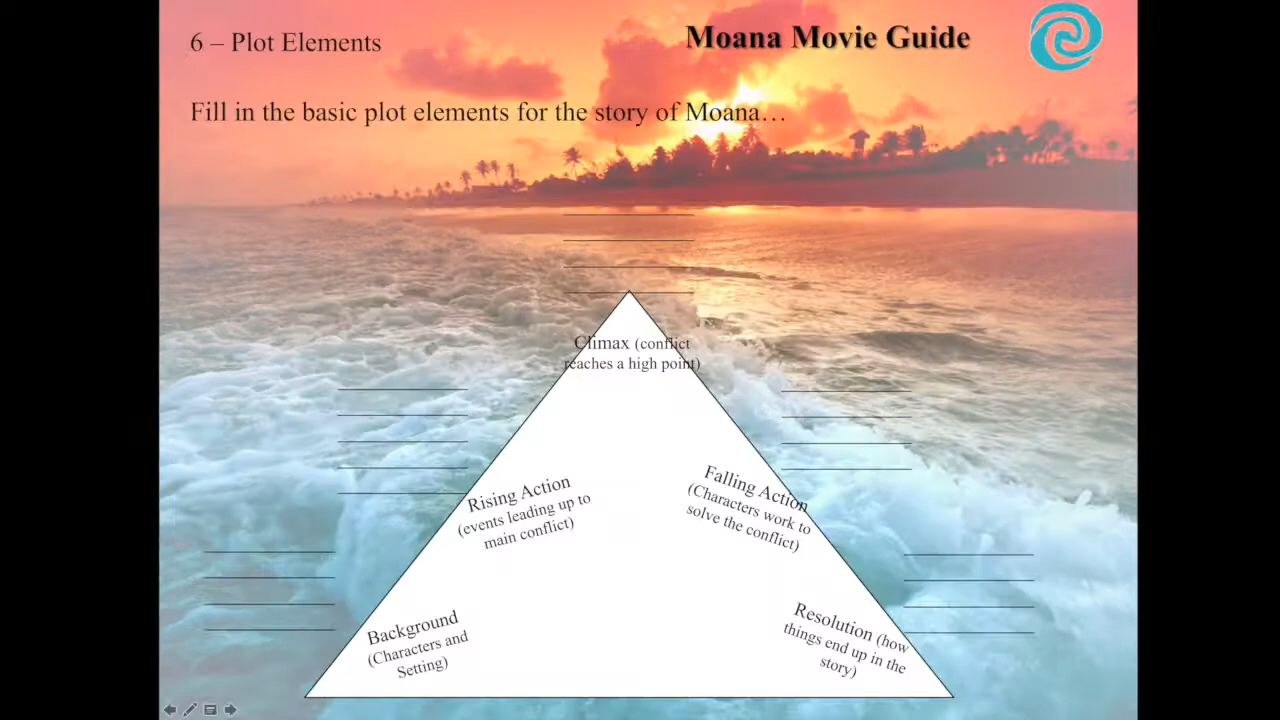 6 – Plot Elements
Moana Movie Guide
Fill in the basic plot elements for the story of Moana…
Climax (conflict
reaches a high point)
Rising Action
(events leading up to
main conflict)
Falling Action
(Characters work to
solve the conflict)
Background
(Characters and
Setting)
Resolution (how
things end up in the
story)